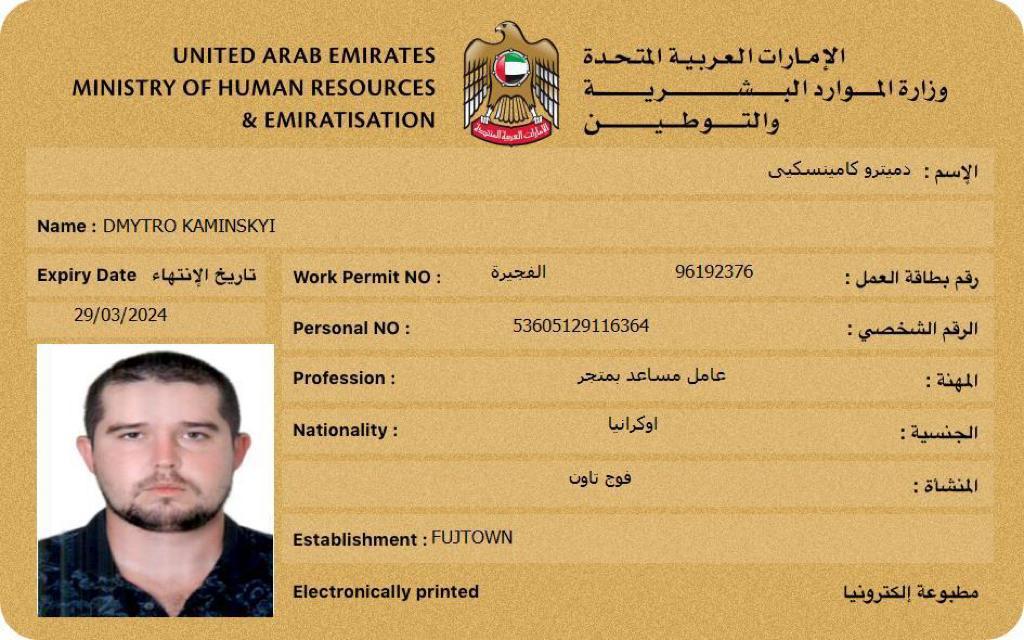 UNITED ARAB EMIRATES
MINISTRY OF HUMAN RESOURCES
& EMIRATISATION
الإمارات العربية المتحدة
وزارة المـوارد البـشـريـة
والتـوطـيـن
الإمارات العربية المتحدة
الإسم : دميترو كامينسكيى
Name : DMYTRO KAMINSKYI
Expiry Date تاريخ الإنتهاء
29/03/2024
Work Permit NO : الفجيرة 96192376 رقم بطاقة العمل :
Personal NO : 53605129116364 الرقم الشخصي :
Profession : عامل مساعد بمتجر المهنة :
Nationality : اوكرانيا الجنسية :
فوج تاون المنشأة :
Establishment : FUJTOWN
Electronically printed مطبوعة إلكترونيا